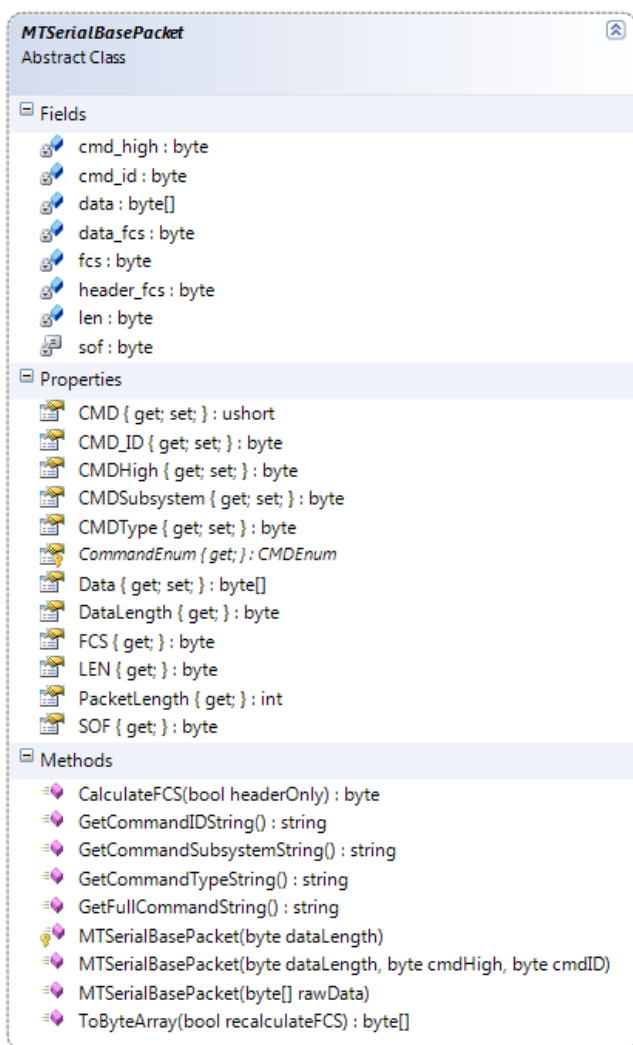 MTSerialBasePacket
Abstract Class
Fields
cmd_high : byte
cmd_id : byte
data : byte[]
data_fcs : byte
fcs : byte
header_fcs : byte
len : byte
sof : byte
Properties
CMD { get; set; } : ushort
CMD_ID { get; set; } : byte
CMDHigh { get; set; } : byte
CMDSubsystem { get; set; } : byte
CMDType { get; set; } : byte
CommandEnum { get; } : CMDEnum
Data { get; set; } : byte[]
DataLength { get; } : byte
FCS { get; } : byte
LEN { get; } : byte
PacketLength { get; } : int
SOF { get; } : byte
Methods
CalculateFCS(bool headerOnly) : byte
GetCommandIDString() : string
GetCommandSubsystemString() : string
GetCommandTypeString() : string
GetFullCommandString() : string
MTSerialBasePacket(byte dataLength)
MTSerialBasePacket(byte dataLength, byte cmdHigh, byte cmdID)
MTSerialBasePacket(byte[] rawData)
ToByteArray(bool recalculateFCS) : byte[]